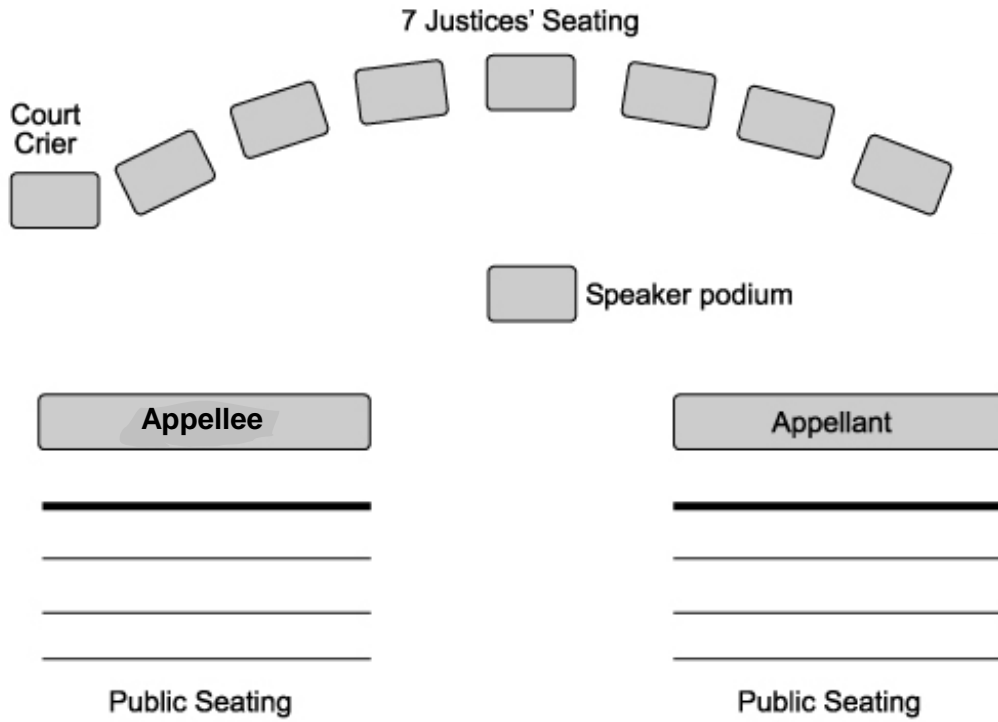 7 Justices’ Seating
Court
Crier
Speaker podium
Appellee
Appellant
Public Seating
Public Seating